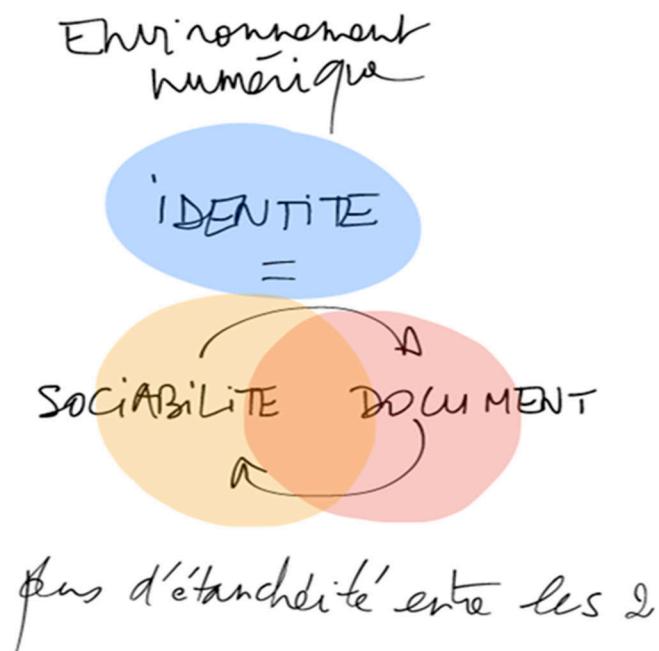 Environnement
numérique
iDENTiTE
=
SOCiABiLiTE DOCUMENT
plus d'étanchéité entre les 2